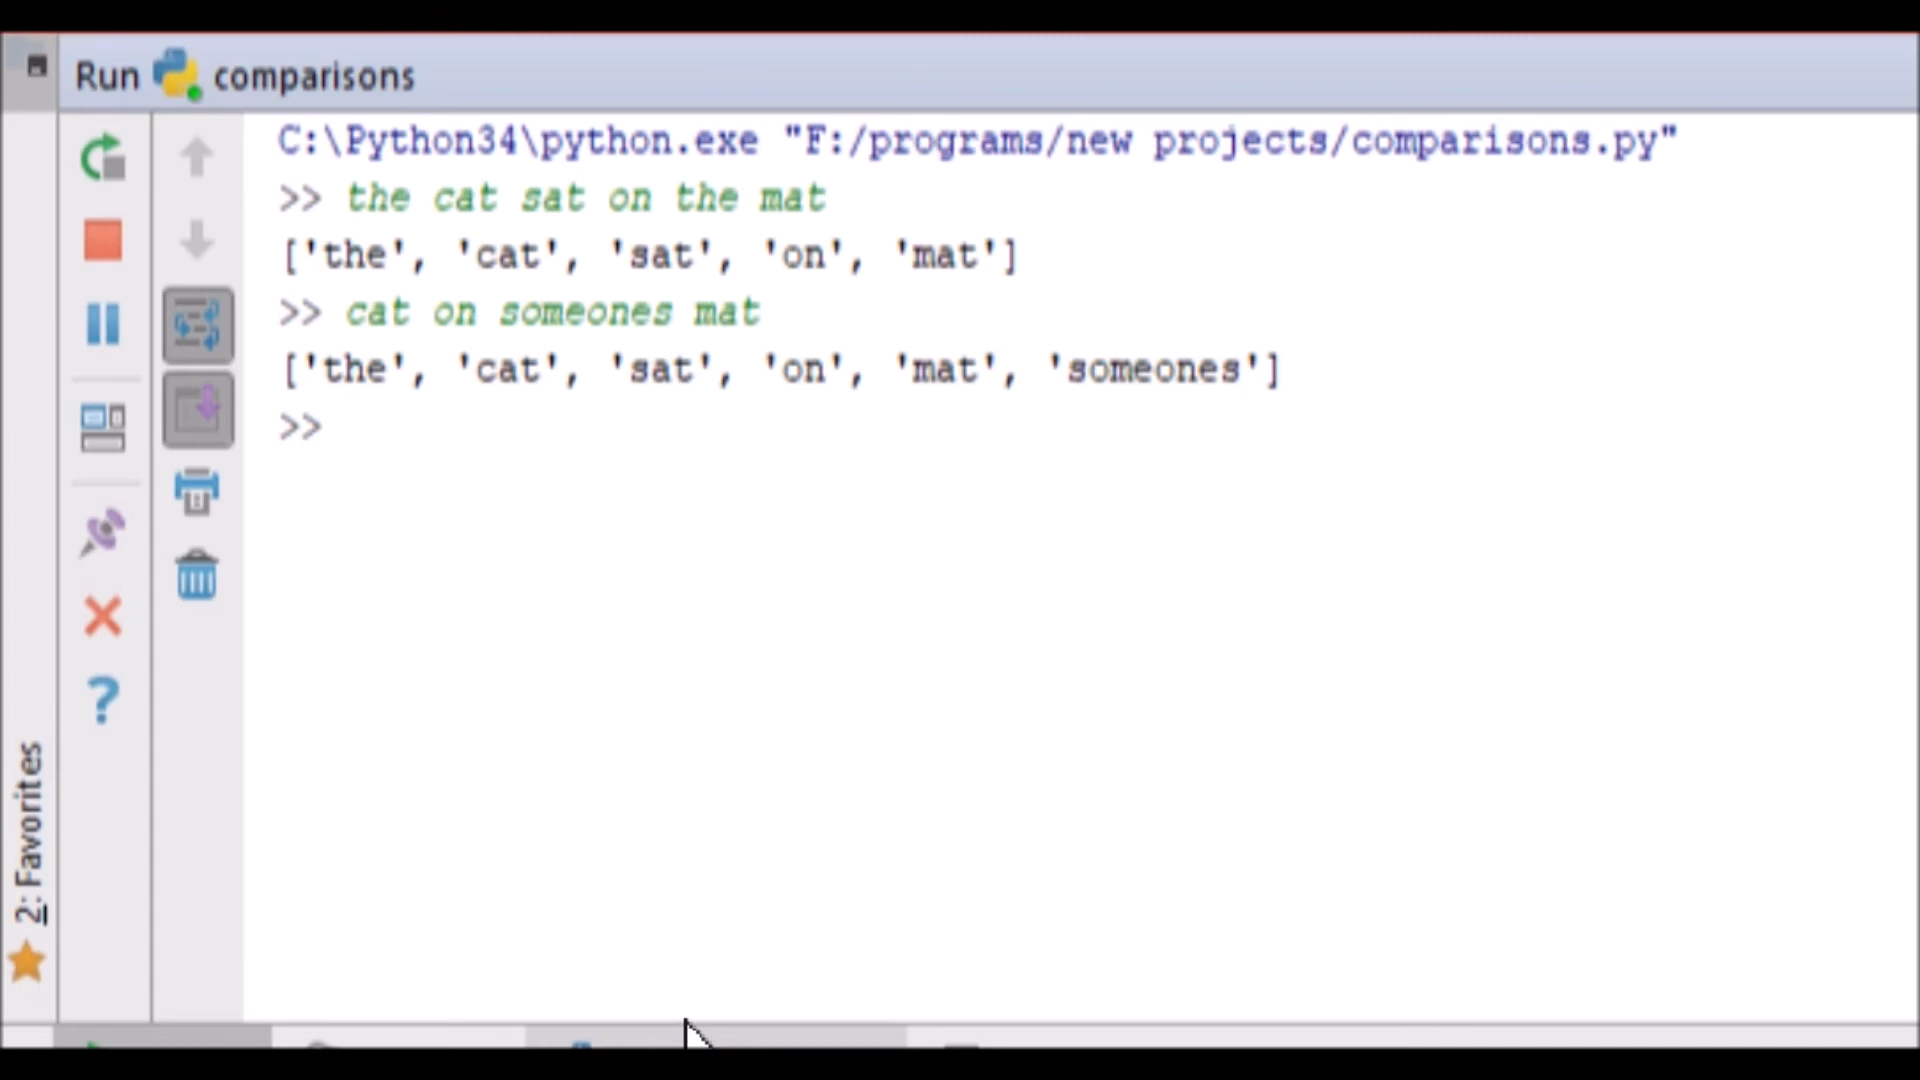 Run comparisons
C:\Python34\python.exe "F:/programs/new projects/comparisons.py"
>> the cat sat on the mat
['the', 'cat', 'sat', 'on', 'mat']
>> cat on someones mat
['the', 'cat', 'sat', 'on', 'mat', 'someones']
>>
2: Favorites